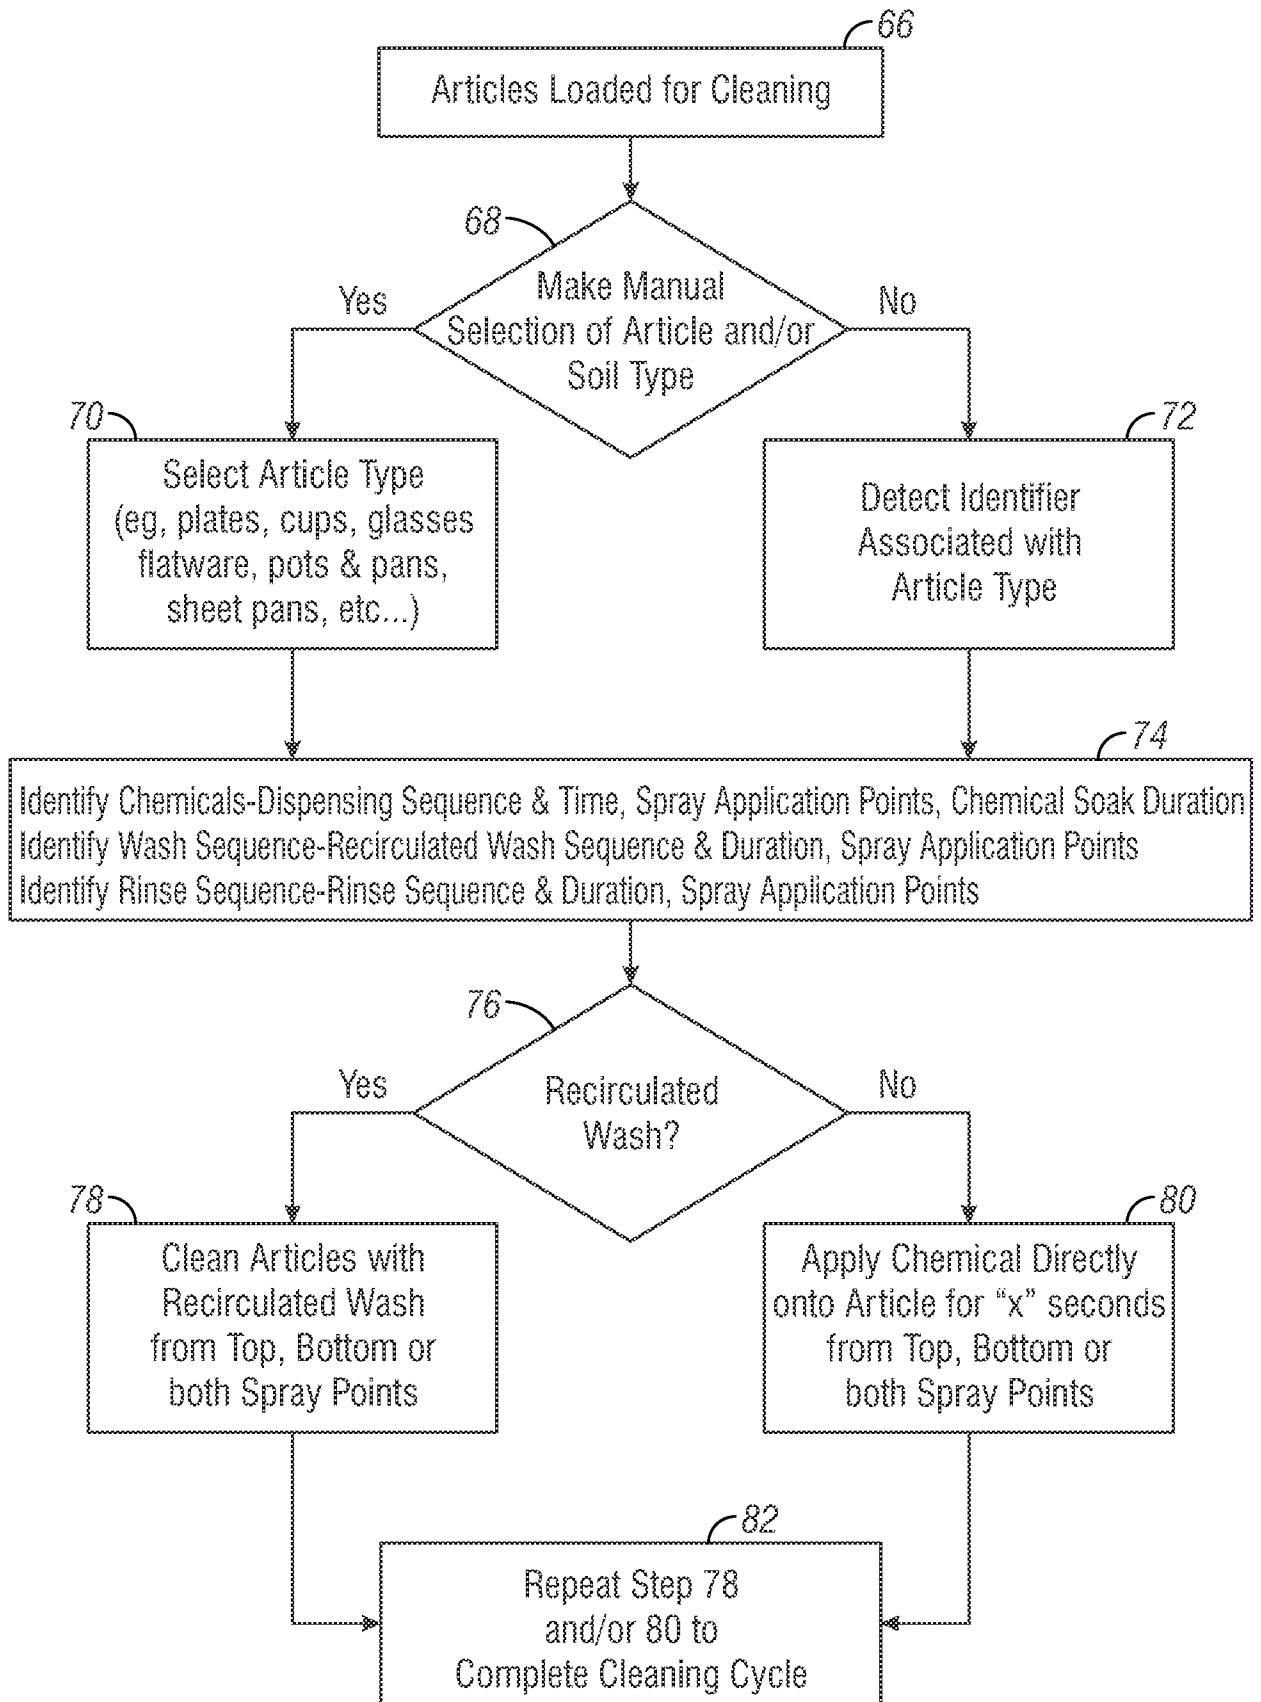 66
Articles Loaded for Cleaning
68
Make Manual
Selection of Article and/or
Soil Type
Yes
No
70
Select Article Type
(eg, plates, cups, glasses
flatware, pots & pans,
sheet pans, etc...)
72
Detect Identifier
Associated with
Article Type
74
Identify Chemicals-Dispensing Sequence & Time, Spray Application Points, Chemical Soak Duration
Identify Wash Sequence-Recirculated Wash Sequence & Duration, Spray Application Points
Identify Rinse Sequence-Rinse Sequence & Duration, Spray Application Points
76
Recirculated
Wash?
Yes
No
78
Clean Articles with
Recirculated Wash
from Top, Bottom or
both Spray Points
80
Apply Chemical Directly
onto Article for “x” seconds
from Top, Bottom or
both Spray Points
82
Repeat Step 78
and/or 80 to
Complete Cleaning Cycle